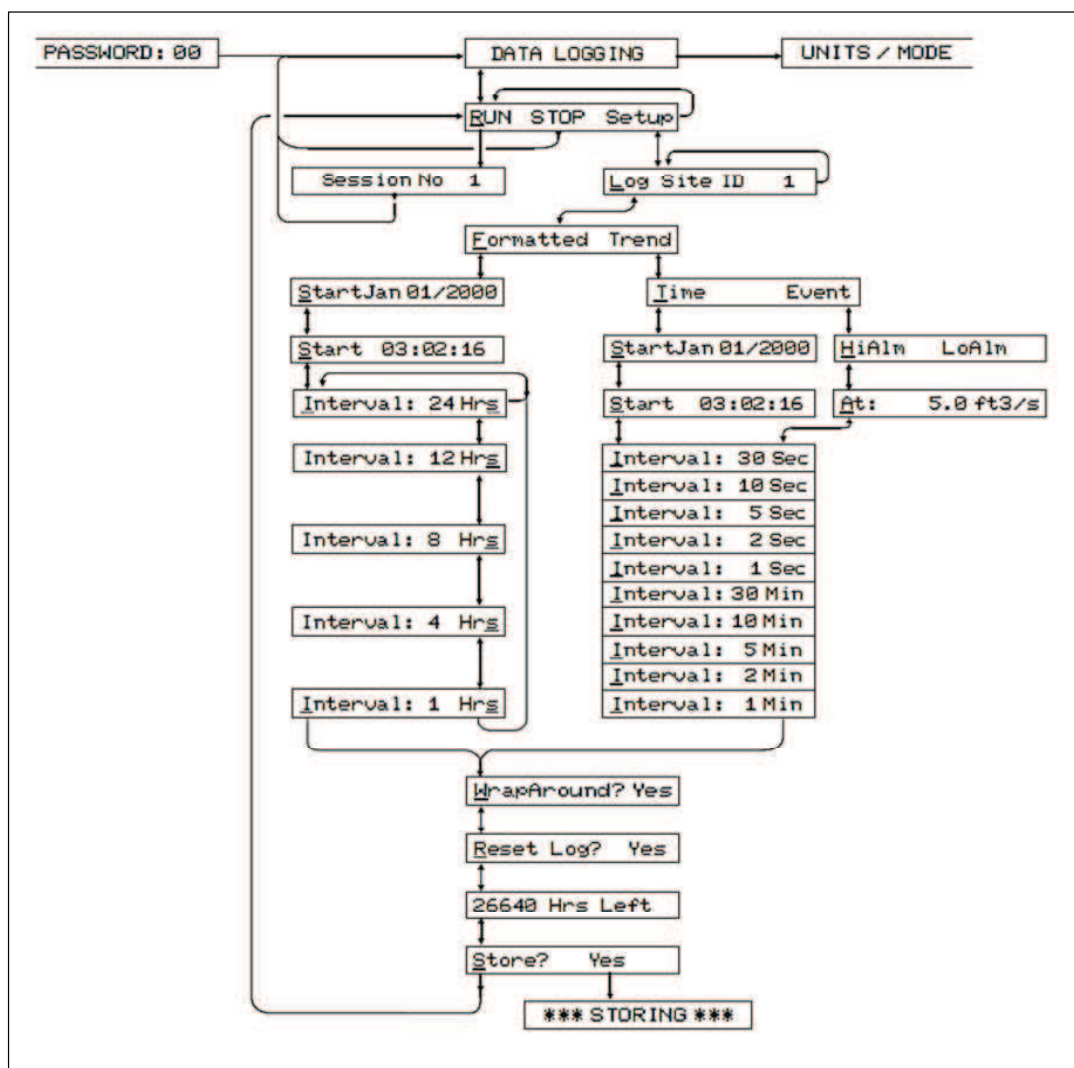 PASSWORD: 00
DATA LOGGING
UNITS / MODE
RUN STOP Setup
Session No 1
Log Site ID 1
Formatted Trend
StartJan 01/2000
Time Event
Start 03:02:16
StartJan 01/2000
HiAlm LoAlm
Interval: 24 Hrs
Start 03:02:16
At: 5.0 ft3/s
Interval: 12 Hrs
Interval: 8 Hrs
Interval: 4 Hrs
Interval: 1 Hrs
Interval: 30 Sec
Interval: 10 Sec
Interval: 5 Sec
Interval: 2 Sec
Interval: 1 Sec
Interval: 30 Min
Interval: 10 Min
Interval: 5 Min
Interval: 2 Min
Interval: 1 Min
WrapAround? Yes
Reset Log? Yes
26640 Hrs Left
Store? Yes
*** STORING ***